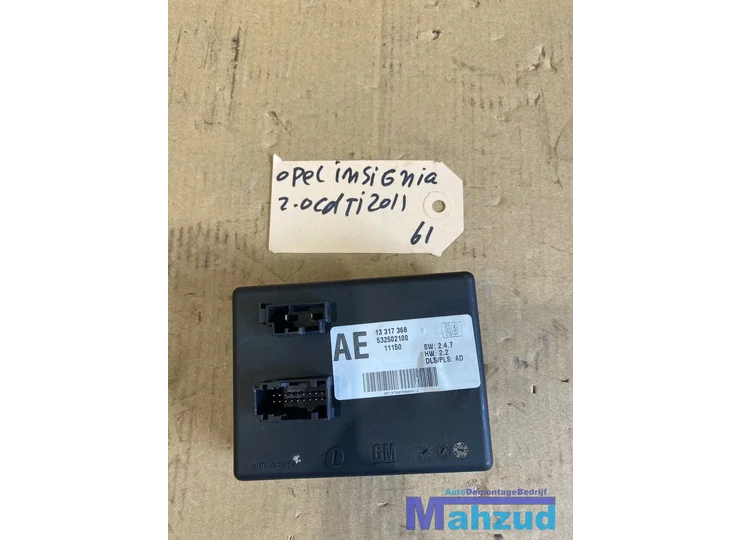 OPEL inSiGnia
2.0CdTi2011
61
AE
13 317 368
532502100
11150
SW: 2.4.7
HW: 2.2
DLS/PLS: AD
GM
AutoDemontageBedrijf
Mahzud